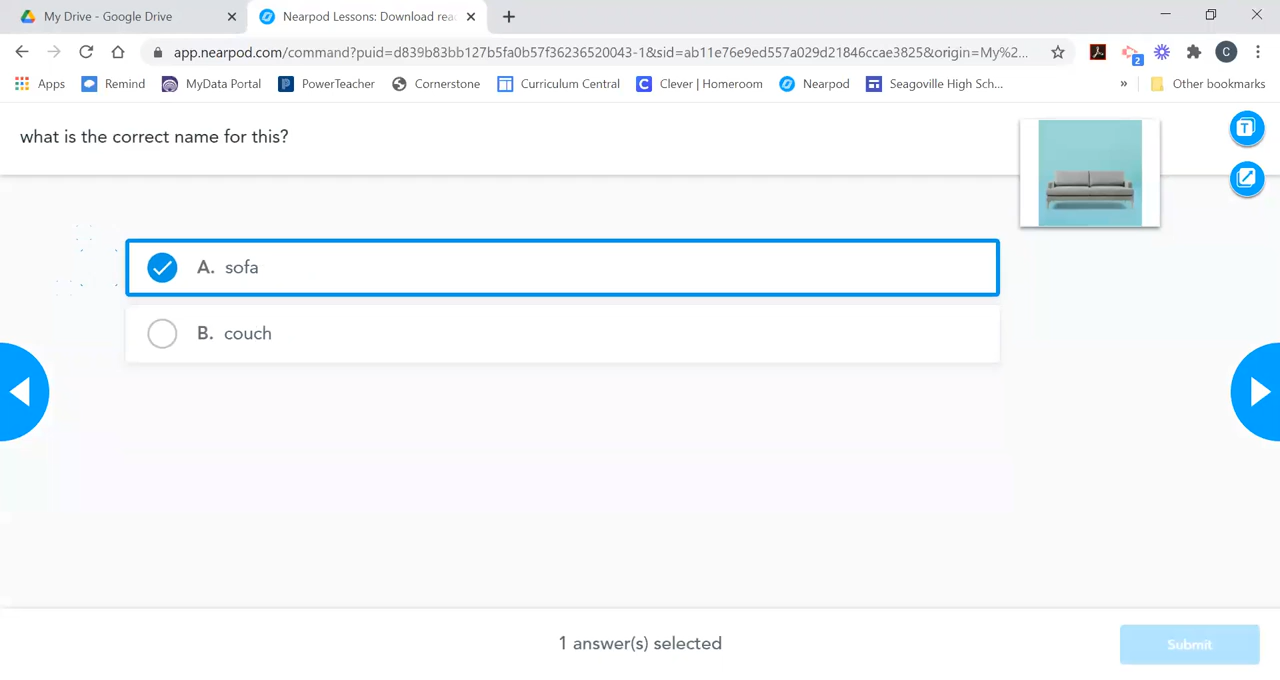 My Drive - Google Drive
Nearpod Lessons: Download rea
app.nearpod.com/command?puid=d839b83bb127b5fa0b57f36236520043-1&sid=ab11e76e9ed557a029d21846ccae3825&origin=My%2...
2
C
Apps
Remind
MyData Portal
PowerTeacher
Cornerstone
Curriculum Central
Clever | Homeroom
Nearpod
Seagoville High Sch...
»
Other bookmarks
what is the correct name for this?
T
A. sofa
B. couch
1 answer(s) selected
Submit